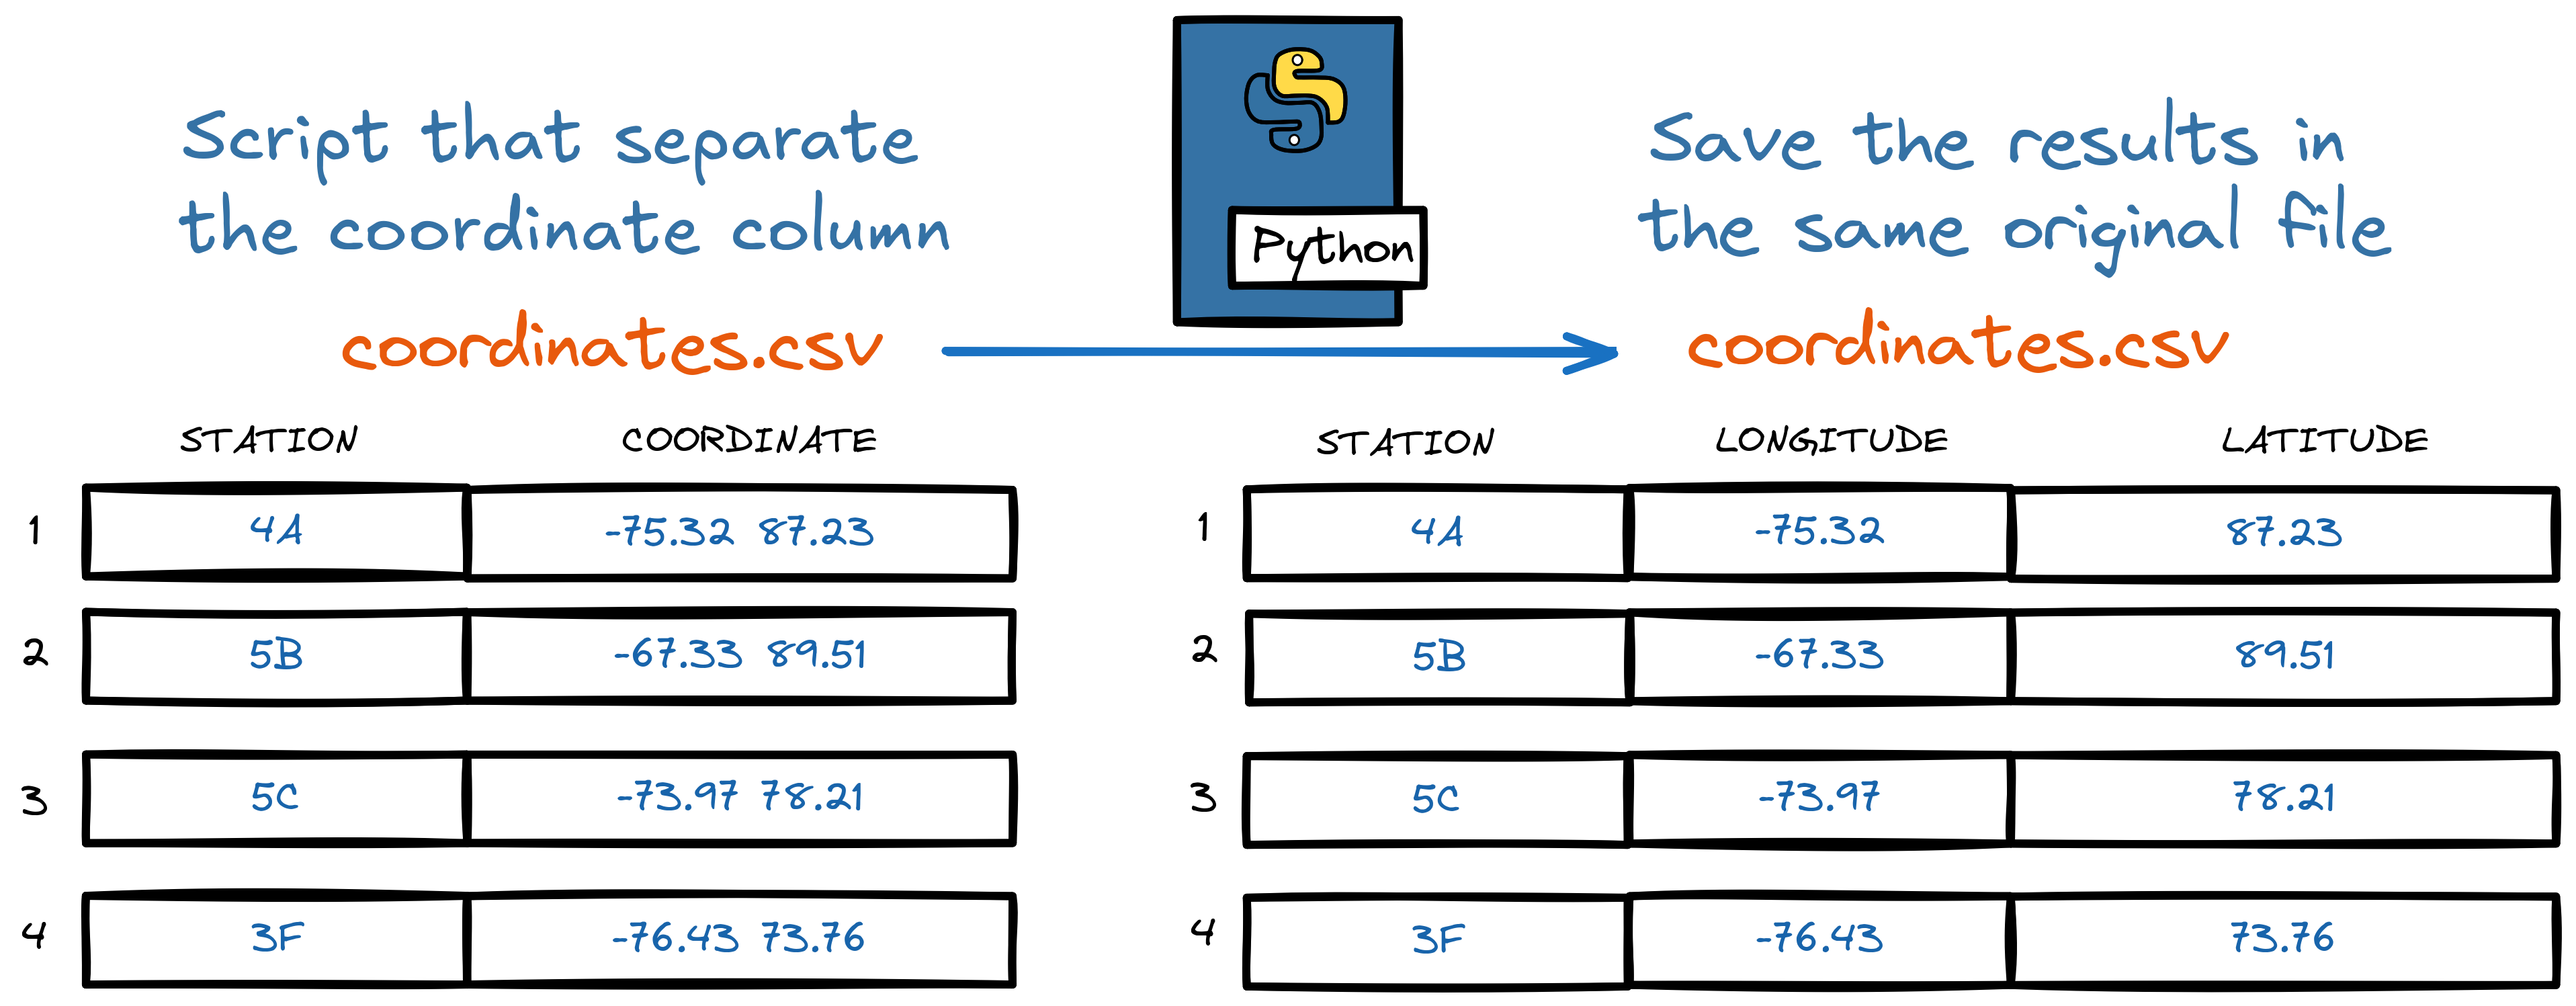 Script that separate
the coordinate column
coordinates.csv
Python
Save the results in
the same original file
coordinates.csv
STATION COORDINATE
1 4A -75.32 87.23
2 5B -67.33 89.51
3 5C -73.97 78.21
4 3F -76.43 73.76
STATION LONGITUDE LATITUDE
1 4A -75.32 87.23
2 5B -67.33 89.51
3 5C -73.97 78.21
4 3F -76.43 73.76